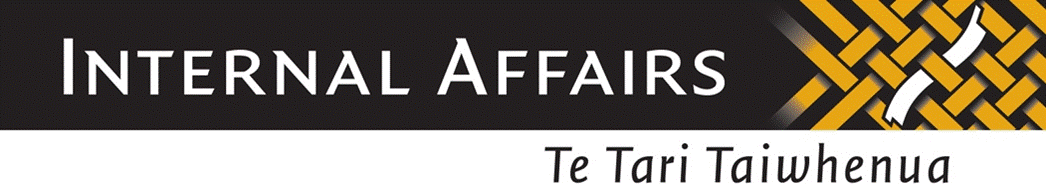 INTERNAL AFFAIRS
Te Tari Taiwhenua